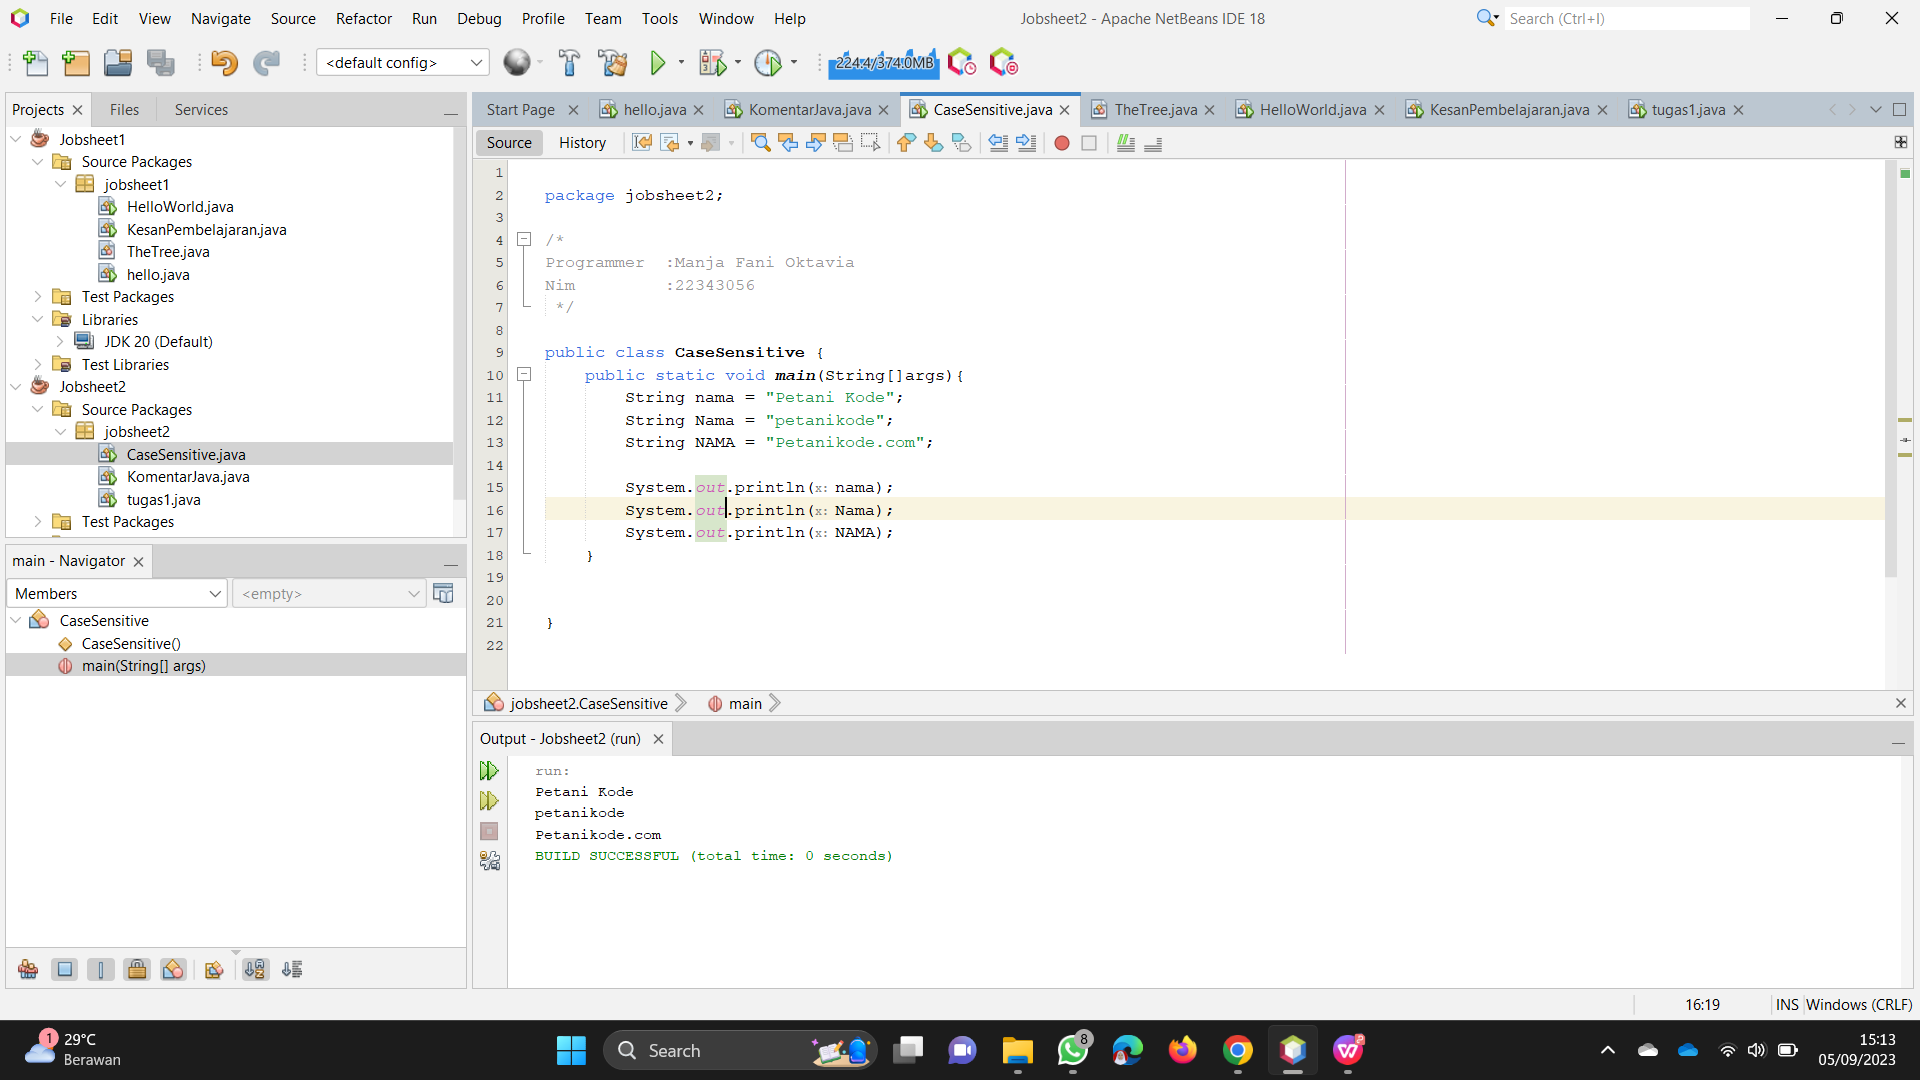 File Edit View Navigate Source Refactor Run Debug Profile Team Tools Window Help
Jobsheet2 - Apache NetBeans IDE 18
Search (Ctrl+I)
<default config>
224.4/374.0MB
Projects Files Services
Jobsheet1
Source Packages
jobsheet1
HelloWorld.java
KesanPembelajaran.java
TheTree.java
hello.java
Test Packages
Libraries
JDK 20 (Default)
Test Libraries
Jobsheet2
Source Packages
jobsheet2
CaseSensitive.java
KomentarJava.java
tugas1.java
Test Packages
main - Navigator
Members
<empty>
CaseSensitive
CaseSensitive()
main(String[] args)
Start Page hello.java KomentarJava.java CaseSensitive.java TheTree.java HelloWorld.java KesanPembelajaran.java tugas1.java
Source History
1
2 package jobsheet2;
3
4 /*
5 Programmer :Manja Fani Oktavia
6 Nim :22343056
7 */
8
9 public class CaseSensitive {
10 public static void main(String[]args){
11 String nama = "Petani Kode";
12 String Nama = "petanikode";
13 String NAMA = "Petanikode.com";
14
15 System.out.println(x: nama);
16 System.out.println(x: Nama);
17 System.out.println(x: NAMA);
18 }
19
20
21 }
22
jobsheet2.CaseSensitive main
Output - Jobsheet2 (run)
run:
Petani Kode
petanikode
Petanikode.com
BUILD SUCCESSFUL (total time: 0 seconds)
16:19 INS Windows (CRLF)
1
29°C
Berawan
Search
8
15:13
05/09/2023